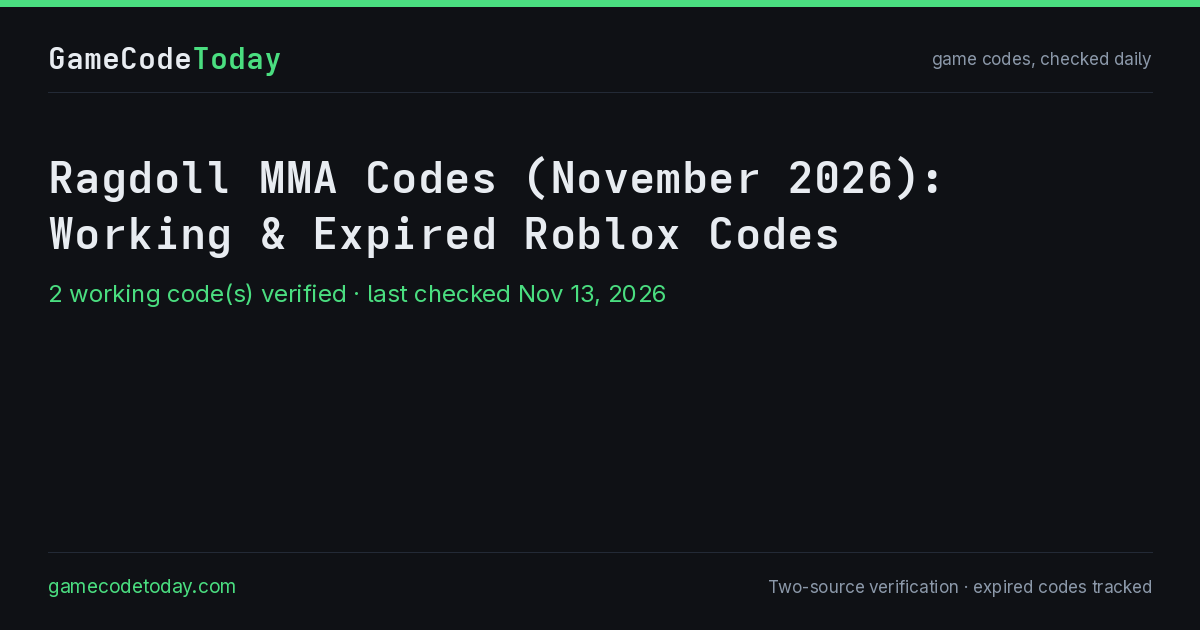 GameCodeToday
game codes, checked daily
Ragdoll MMA Codes (November 2026):
Working & Expired Roblox Codes
2 working code(s) verified · last checked Nov 13, 2026
gamecodetoday.com
Two-source verification · expired codes tracked